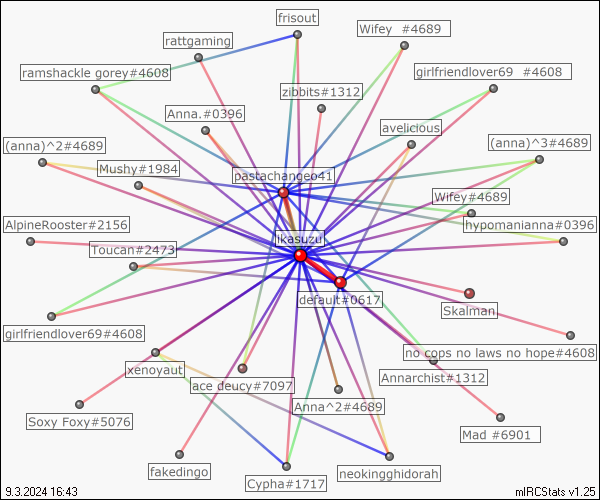 frisout
Wifey  #4689
rattgaming
ramshackle gorey#4608
girlfriendlover69  #4608
zibbits#1312
Anna.#0396
avelicious
(anna)^2#4689
(anna)^3#4689
Mushy#1984
pastachangeo41
Wifey#4689
AlpineRooster#2156
hypomanianna#0396
ikasuzu
Toucan#2473
default#0617
Skalman
girlfriendlover69#4608
no cops no laws no hope#4608
xenoyaut
Annarchist#1312
ace deucy#7097
Anna^2#4689
Soxy Foxy#5076
Mad #6901
fakedingo
neokingghidorah
Cypha#1717
9.3.2024 16:43
mIRCStats v1.25